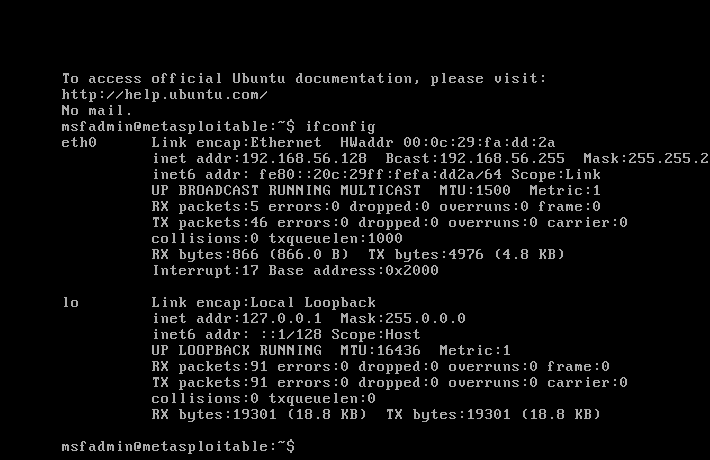 To access official Ubuntu documentation, please visit:
http://help.ubuntu.com/
No mail.
msfadmin@metasploitable:~$ ifconfig
eth0      Link encap:Ethernet  HWaddr 00:0c:29:fa:dd:2a
          inet addr:192.168.56.128  Bcast:192.168.56.255  Mask:255.255.2
          inet6 addr: fe80::20c:29ff:fefa:dd2a/64 Scope:Link
          UP BROADCAST RUNNING MULTICAST  MTU:1500  Metric:1
          RX packets:5 errors:0 dropped:0 overruns:0 frame:0
          TX packets:46 errors:0 dropped:0 overruns:0 carrier:0
          collisions:0 txqueuelen:1000
          RX bytes:866 (866.0 B)  TX bytes:4976 (4.8 KB)
          Interrupt:17 Base address:0x2000
lo        Link encap:Local Loopback
          inet addr:127.0.0.1  Mask:255.0.0.0
          inet6 addr: ::1/128 Scope:Host
          UP LOOPBACK RUNNING  MTU:16436  Metric:1
          RX packets:91 errors:0 dropped:0 overruns:0 frame:0
          TX packets:91 errors:0 dropped:0 overruns:0 carrier:0
          collisions:0 txqueuelen:0
          RX bytes:19301 (18.8 KB)  TX bytes:19301 (18.8 KB)
msfadmin@metasploitable:~$